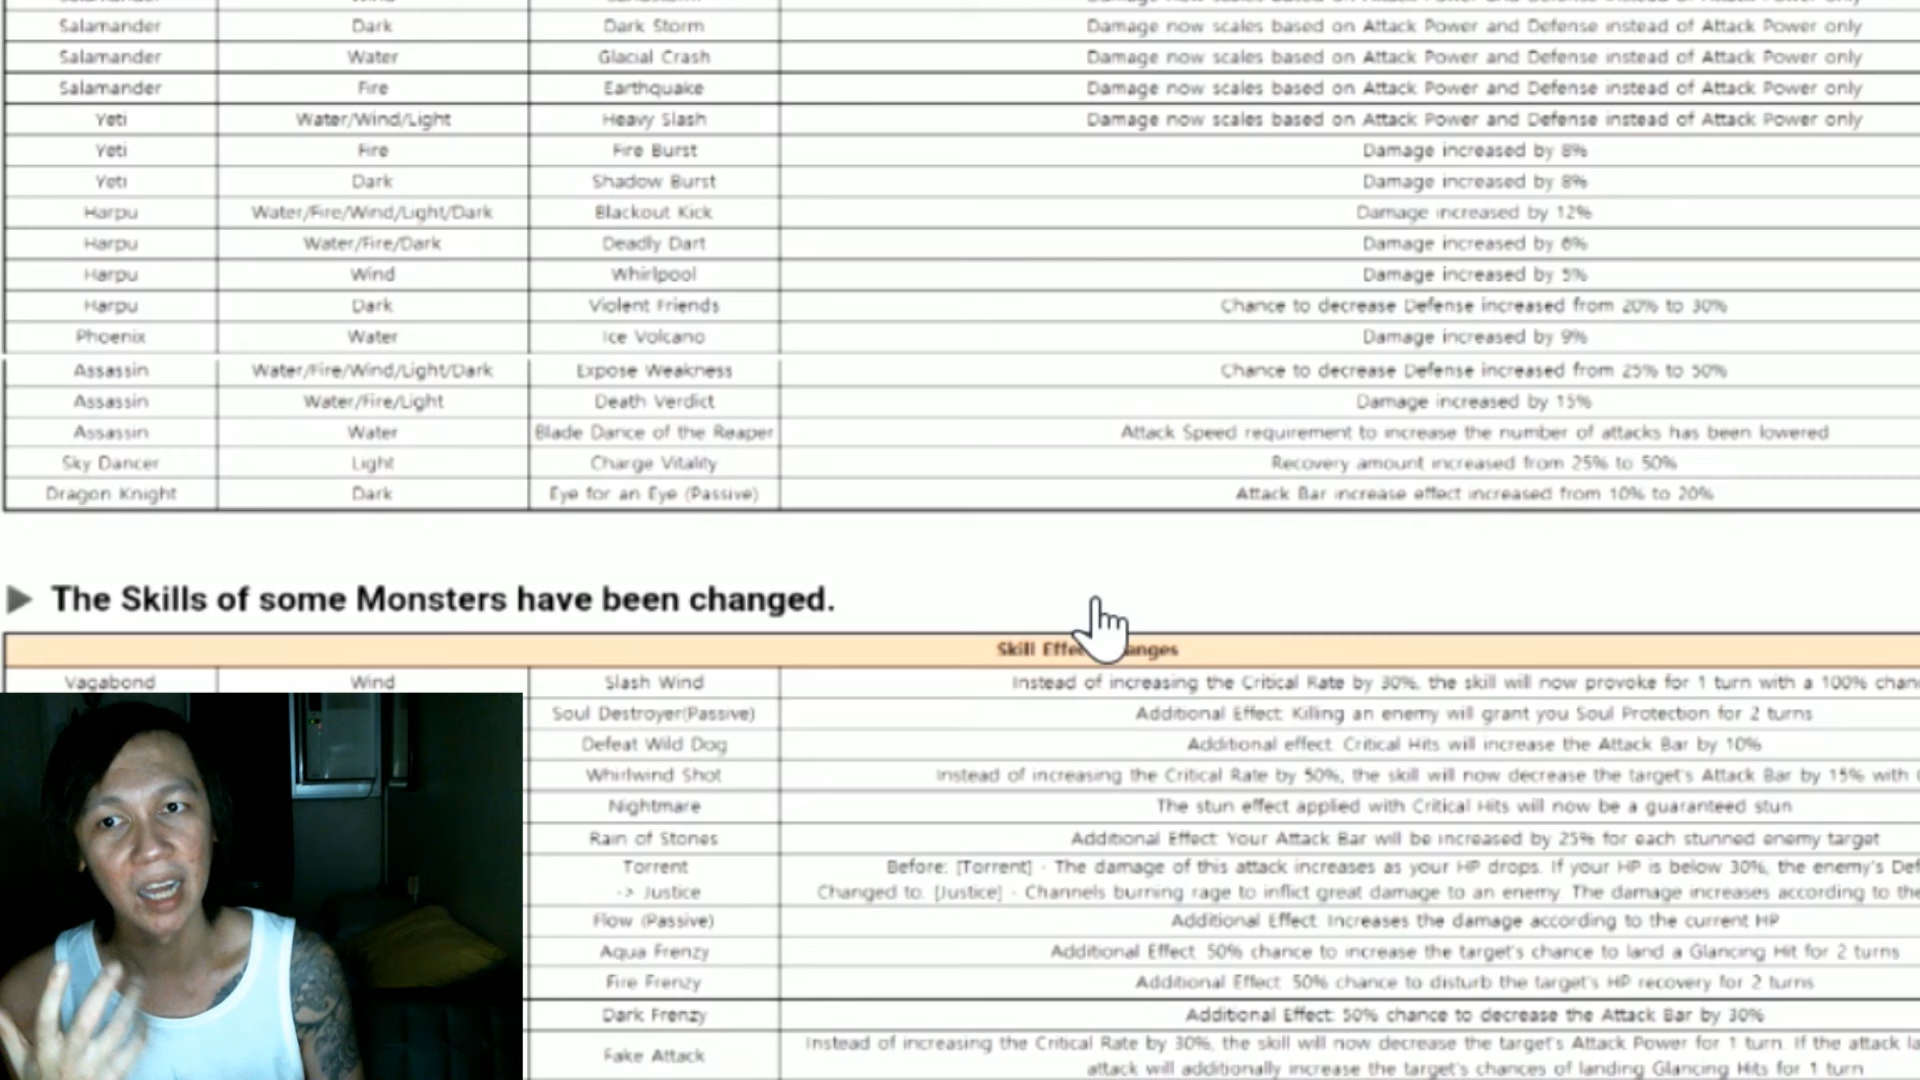 Damage now scales based on Attack Power and Defense instead of Attack Power only
Salamander Dark Dark Storm Damage now scales based on Attack Power and Defense instead of Attack Power only
Salamander Water Glacial Crash Damage now scales based on Attack Power and Defense instead of Attack Power only
Salamander Fire Earthquake Damage now scales based on Attack Power and Defense instead of Attack Power only
Yeti Water/Wind/Light Heavy Slash Damage now scales based on Attack Power and Defense instead of Attack Power only
Yeti Fire Fire Burst Damage increased by 8%
Yeti Dark Shadow Burst Damage increased by 8%
Harpu Water/Fire/Wind/Light/Dark Blackout Kick Damage increased by 12%
Harpu Water/Fire/Dark Deadly Dart Damage increased by 6%
Harpu Wind Whirlpool Damage increased by 5%
Harpu Dark Violent Friends Chance to decrease Defense increased from 20% to 30%
Phoenix Water Ice Volcano Damage increased by 9%
Assassin Water/Fire/Wind/Light/Dark Expose Weakness Chance to decrease Defense increased from 25% to 50%
Assassin Water/Fire/Light Death Verdict Damage increased by 15%
Assassin Water Blade Dance of the Reaper Attack Speed requirement to increase the number of attacks has been lowered
Sky Dancer Light Charge Vitality Recovery amount increased from 25% to 50%
Dragon Knight Dark Eye for an Eye (Passive) Attack Bar increase effect increased from 10% to 20%
The Skills of some Monsters have been changed.
Skill Effe anges
Vagabond Wind Slash Wind Instead of increasing the Critical Rate by 30%, the skill will now provoke for 1 turn with a 100% chan
Soul Destroyer(Passive) Additional Effect: Killing an enemy will grant you Soul Protection for 2 turns
Defeat Wild Dog Additional effect: Critical Hits will increase the Attack Bar by 10%
Whirlwind Shot Instead of increasing the Critical Rate by 50%, the skill will now decrease the target's Attack Bar by 15% with
Nightmare The stun effect applied with Critical Hits will now be a guaranteed stun
Rain of Stones Additional Effect: Your Attack Bar will be increased by 25% for each stunned enemy target
Torrent Before: [Torrent] - The damage of this attack increases as your HP drops. If your HP is below 30%, the enemy's Def
-> Justice Changed to: [Justice] - Channels burning rage to inflict great damage to an enemy. The damage increases according to the
Flow (Passive) Additional Effect: Increases the damage according to the current HP
Aqua Frenzy Additional Effect: 50% chance to increase the target's chance to land a Glancing Hit for 2 turns
Fire Frenzy Additional Effect: 50% chance to disturb the target's HP recovery for 2 turns
Dark Frenzy Additional Effect: 50% chance to decrease the Attack Bar by 30%
Fake Attack Instead of increasing the Critical Rate by 30%, the skill will now decrease the target's Attack Power for 1 turn. If the attack la
attack will additionally increase the target's chances of landing Glancing Hits for 1 turn